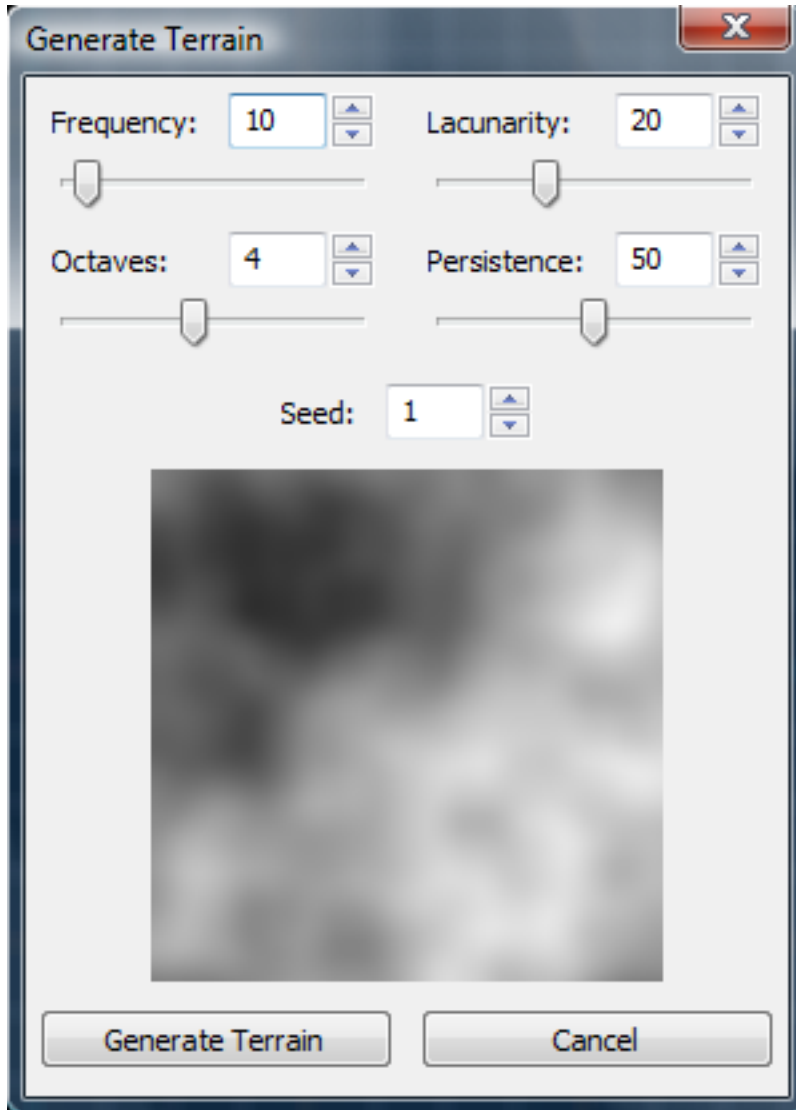 Generate Terrain
Frequency: 10 Lacunarity: 20
Octaves: 4 Persistence: 50
Seed: 1
Generate Terrain Cancel